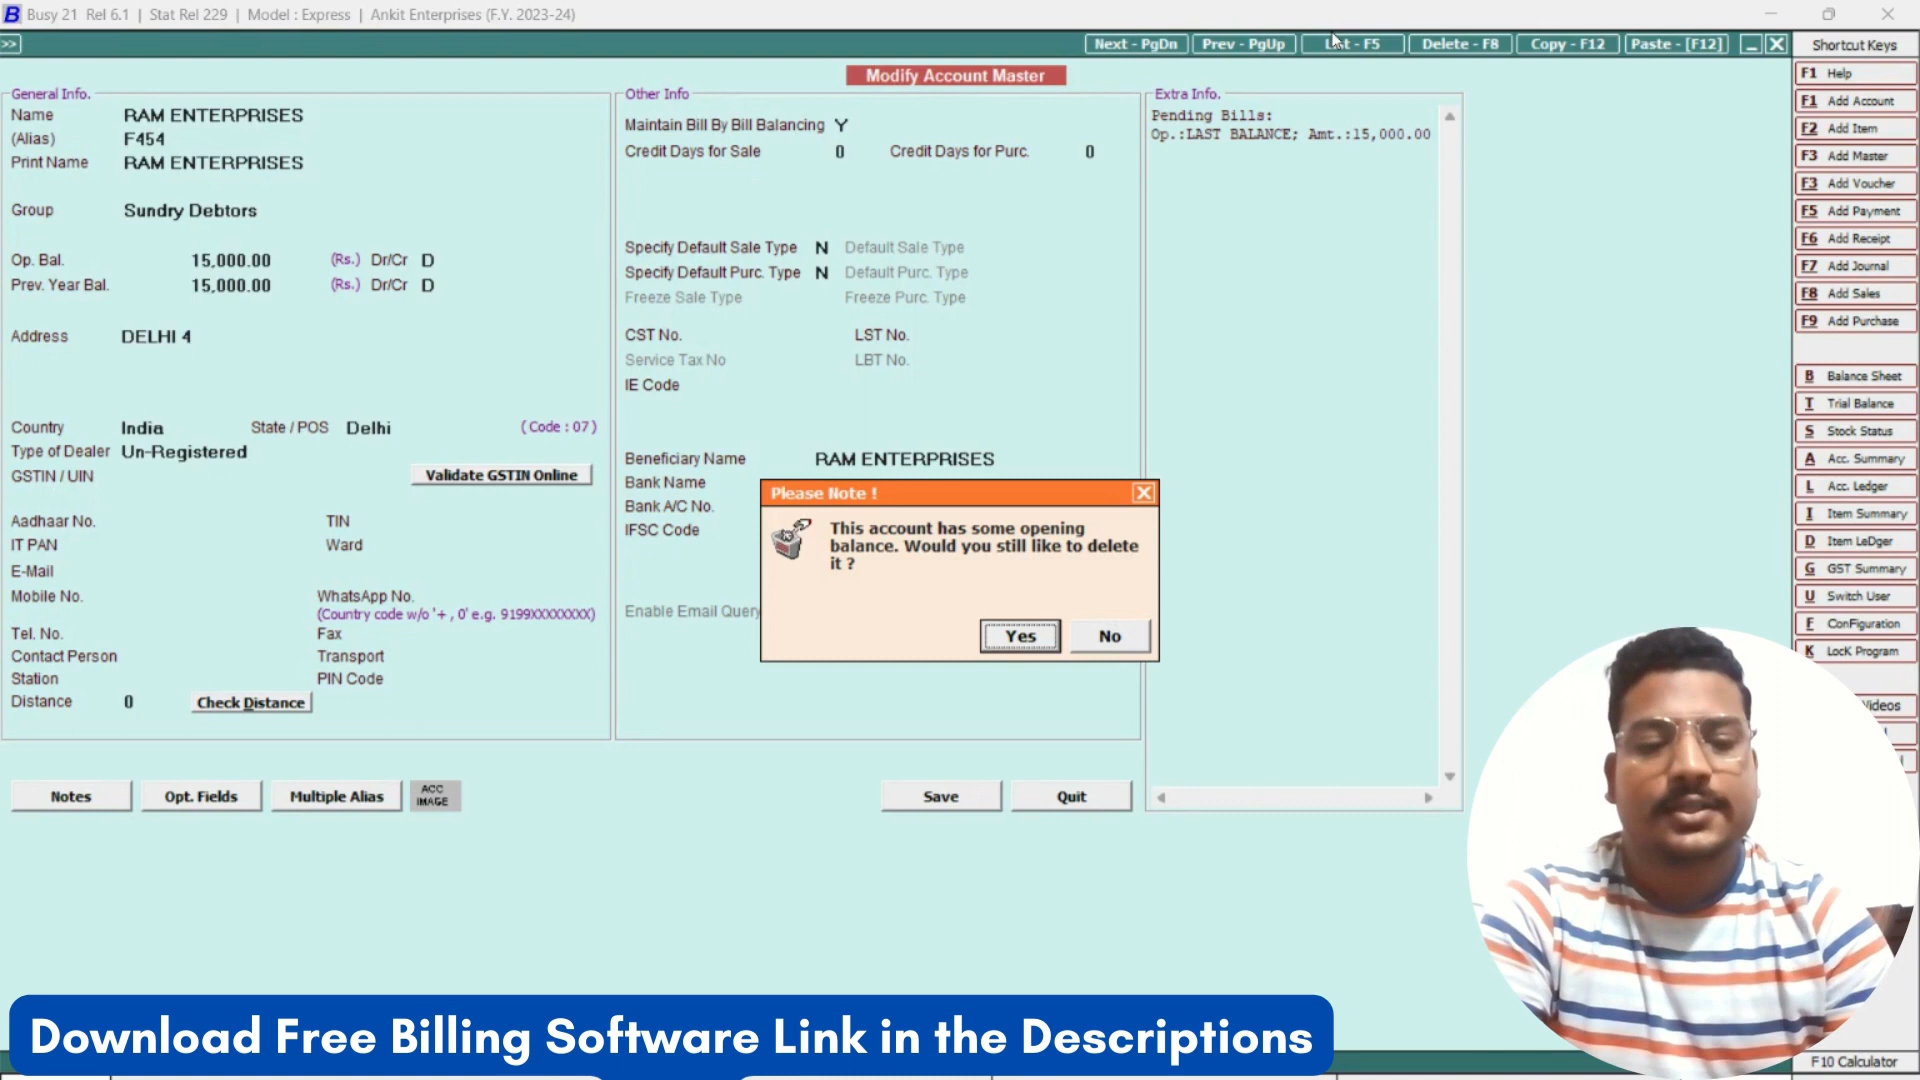 Busy 21 Rel 6.1 | Stat Rel 229 | Model : Express | Ankit Enterprises (F.Y. 2023-24)
>> Next - PgDn Prev - PgUp List - F5 Delete - F8 Copy - F12 Paste - [F12]
Modify Account Master
General Info.
Name RAM ENTERPRISES
(Alias) F454
Print Name RAM ENTERPRISES
Group Sundry Debtors
Op. Bal. 15,000.00 (Rs.) Dr/Cr D
Prev. Year Bal. 15,000.00 (Rs.) Dr/Cr D
Address DELHI 4
Country India State / POS Delhi (Code : 07)
Type of Dealer Un-Registered
GSTIN / UIN Validate GSTIN Online
Aadhaar No. TIN
IT PAN Ward
E-Mail
Mobile No. WhatsApp No.
(Country code w/o '+ , 0' e.g. 9199XXXXXXXX)
Tel. No. Fax
Contact Person Transport
Station PIN Code
Distance 0 Check Distance
Other Info
Maintain Bill By Bill Balancing Y
Credit Days for Sale 0 Credit Days for Purc. 0
Specify Default Sale Type N Default Sale Type
Specify Default Purc. Type N Default Purc. Type
Freeze Sale Type Freeze Purc. Type
CST No. LST No.
Service Tax No LBT No.
IE Code
Beneficiary Name RAM ENTERPRISES
Bank Name
Bank A/C No.
IFSC Code
Enable Email Query
Extra Info.
Pending Bills:
Op.:LAST BALANCE; Amt.:15,000.00
Please Note !
This account has some opening
balance. Would you still like to delete
it ?
Yes No
Notes Opt. Fields Multiple Alias ACC IMAGE Save Quit
Shortcut Keys
F1 Help
F1 Add Account
F2 Add Item
F3 Add Master
F3 Add Voucher
F5 Add Payment
F6 Add Receipt
F7 Add Journal
F8 Add Sales
F9 Add Purchase
B Balance Sheet
T Trial Balance
S Stock Status
A Acc. Summary
L Acc. Ledger
I Item Summary
D Item LeDger
G GST Summary
U Switch User
F ConFiguration
K LocK Program
Videos
F10 Calculator
Download Free Billing Software Link in the Descriptions